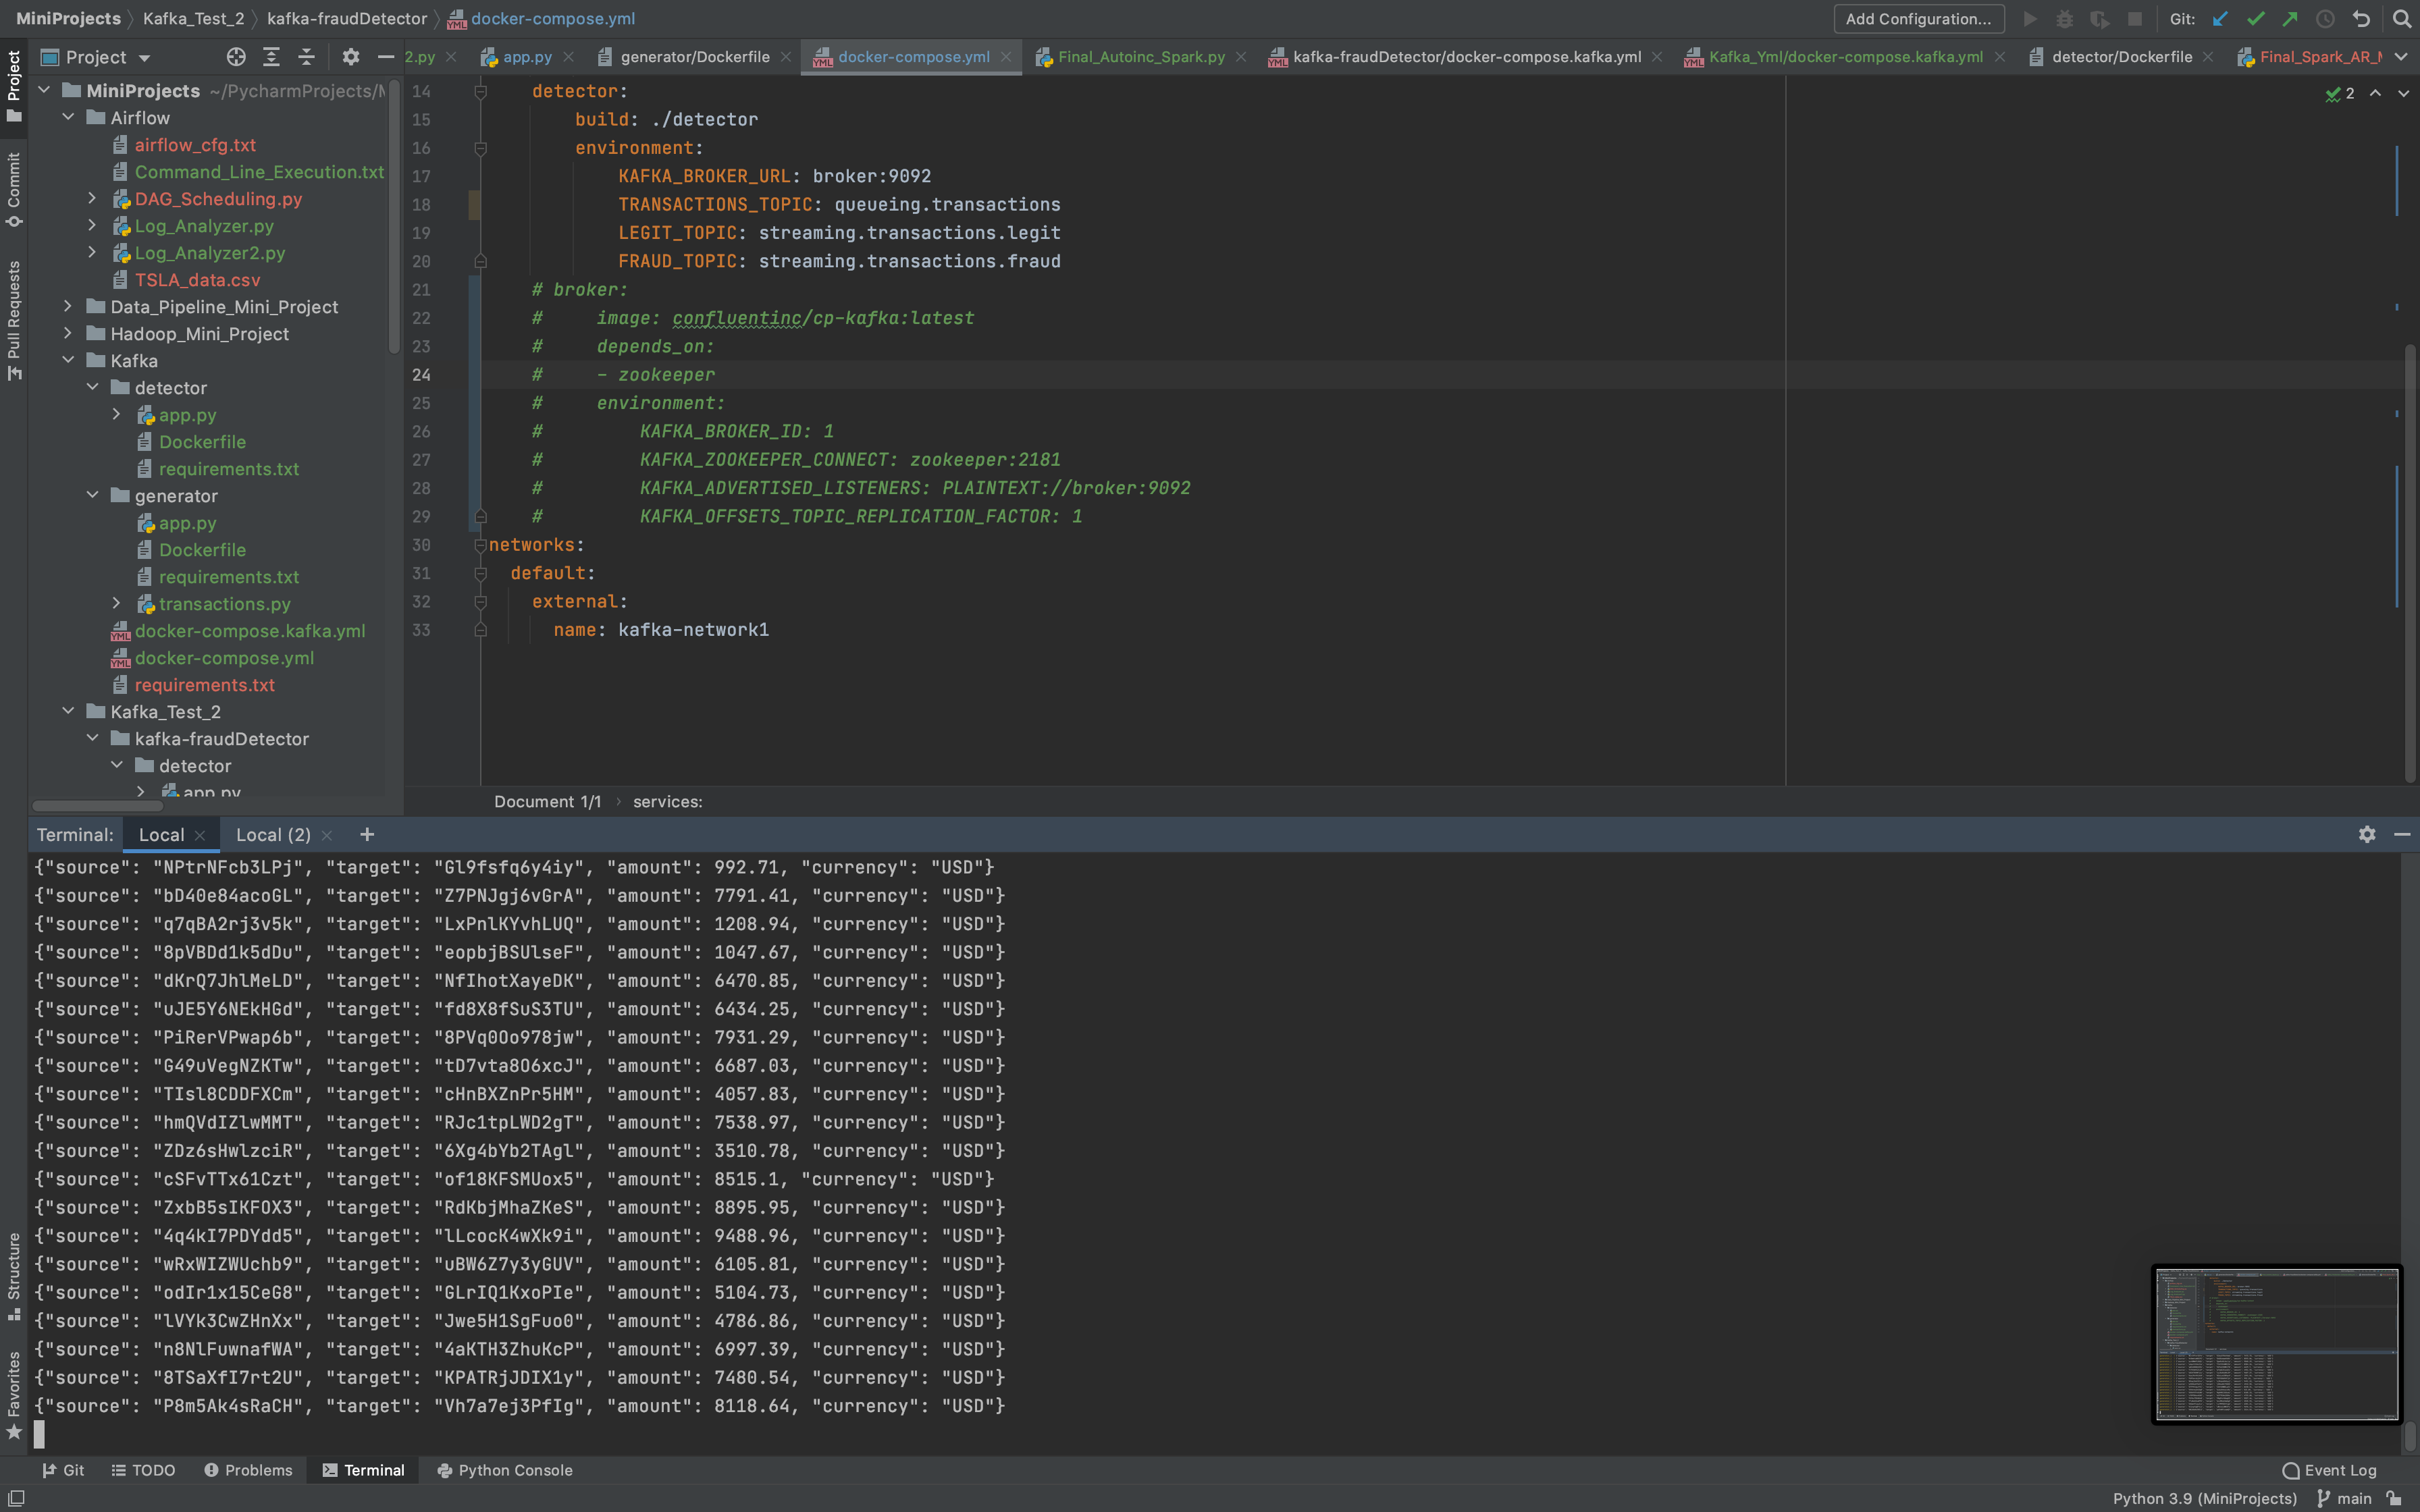 MiniProjects Kafka_Test_2 kafka-fraudDetector docker-compose.yml Add Configuration... Git:
Project 2.py app.py generator/Dockerfile docker-compose.yml Final_Autoinc_Spark.py kafka-fraudDetector/docker-compose.kafka.yml Kafka_Yml/docker-compose.kafka.yml detector/Dockerfile Final_Spark_AR_
Project
Commit
Pull Requests
Structure
Favorites
MiniProjects ~/PycharmProjects/
Airflow
airflow_cfg.txt
Command_Line_Execution.txt
DAG_Scheduling.py
Log_Analyzer.py
Log_Analyzer2.py
TSLA_data.csv
Data_Pipeline_Mini_Project
Hadoop_Mini_Project
Kafka
detector
app.py
Dockerfile
requirements.txt
generator
app.py
Dockerfile
requirements.txt
transactions.py
docker-compose.kafka.yml
docker-compose.yml
requirements.txt
Kafka_Test_2
kafka-fraudDetector
detector
app.py
2
14 detector:
15 build: ./detector
16 environment:
17 KAFKA_BROKER_URL: broker:9092
18 TRANSACTIONS_TOPIC: queueing.transactions
19 LEGIT_TOPIC: streaming.transactions.legit
20 FRAUD_TOPIC: streaming.transactions.fraud
21 # broker:
22 # image: confluentinc/cp-kafka:latest
23 # depends_on:
24 # - zookeeper
25 # environment:
26 # KAFKA_BROKER_ID: 1
27 # KAFKA_ZOOKEEPER_CONNECT: zookeeper:2181
28 # KAFKA_ADVERTISED_LISTENERS: PLAINTEXT://broker:9092
29 # KAFKA_OFFSETS_TOPIC_REPLICATION_FACTOR: 1
30 networks:
31 default:
32 external:
33 name: kafka-network1
Document 1/1 › services:
Terminal: Local Local (2) +
{"source": "NPtrNFcb3LPj", "target": "Gl9fsfq6y4iy", "amount": 992.71, "currency": "USD"}
{"source": "bD40e84acoGL", "target": "Z7PNJgj6vGrA", "amount": 7791.41, "currency": "USD"}
{"source": "q7qBA2rj3v5k", "target": "LxPnlKYvhLUQ", "amount": 1208.94, "currency": "USD"}
{"source": "8pVBDd1k5dDu", "target": "eopbjBSUlseF", "amount": 1047.67, "currency": "USD"}
{"source": "dKrQ7JhlMeLD", "target": "NfIhotXayeDK", "amount": 6470.85, "currency": "USD"}
{"source": "uJE5Y6NEkHGd", "target": "fd8X8fSuS3TU", "amount": 6434.25, "currency": "USD"}
{"source": "PiRerVPwap6b", "target": "8PVq0Oo978jw", "amount": 7931.29, "currency": "USD"}
{"source": "G49uVegNZKTw", "target": "tD7vta8O6xcJ", "amount": 6687.03, "currency": "USD"}
{"source": "TIsl8CDDFXCm", "target": "cHnBXZnPr5HM", "amount": 4057.83, "currency": "USD"}
{"source": "hmQVdIZlwMMT", "target": "RJc1tpLWD2gT", "amount": 7538.97, "currency": "USD"}
{"source": "ZDz6sHwlzciR", "target": "6Xg4bYb2TAgl", "amount": 3510.78, "currency": "USD"}
{"source": "cSFvTTx61Czt", "target": "of18KFSMUox5", "amount": 8515.1, "currency": "USD"}
{"source": "ZxbB5sIKFOX3", "target": "RdKbjMhaZKeS", "amount": 8895.95, "currency": "USD"}
{"source": "4q4kI7PDYdd5", "target": "lLcocK4wXk9i", "amount": 9488.96, "currency": "USD"}
{"source": "wRxWIZWUchb9", "target": "uBW6Z7y3yGUV", "amount": 6105.81, "currency": "USD"}
{"source": "odIr1x15CeG8", "target": "GLrIQ1KxoPIe", "amount": 5104.73, "currency": "USD"}
{"source": "lVYk3CwZHnXx", "target": "Jwe5H1SgFuo0", "amount": 4786.86, "currency": "USD"}
{"source": "n8NlFuwnafWA", "target": "4aKTH3ZhuKcP", "amount": 6997.39, "currency": "USD"}
{"source": "8TSaXfI7rt2U", "target": "KPATRjJDIX1y", "amount": 7480.54, "currency": "USD"}
{"source": "P8m5Ak4sRaCH", "target": "Vh7a7ej3PfIg", "amount": 8118.64, "currency": "USD"}
Git TODO Problems Terminal Python Console Event Log
Python 3.9 (MiniProjects) main